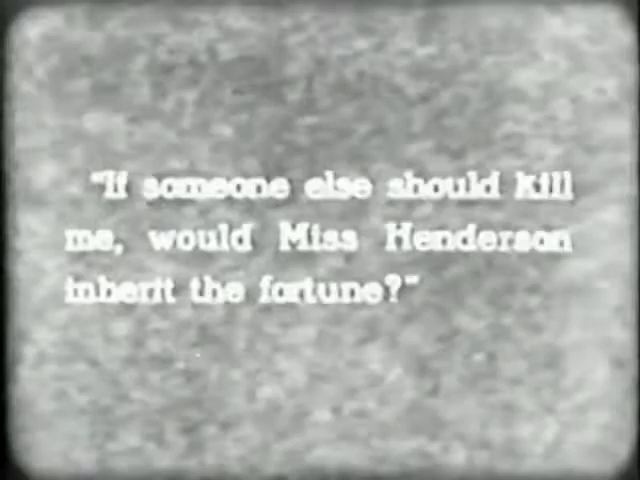 "If someone else should kill
me, would Miss Henderson
inherit the fortune?"